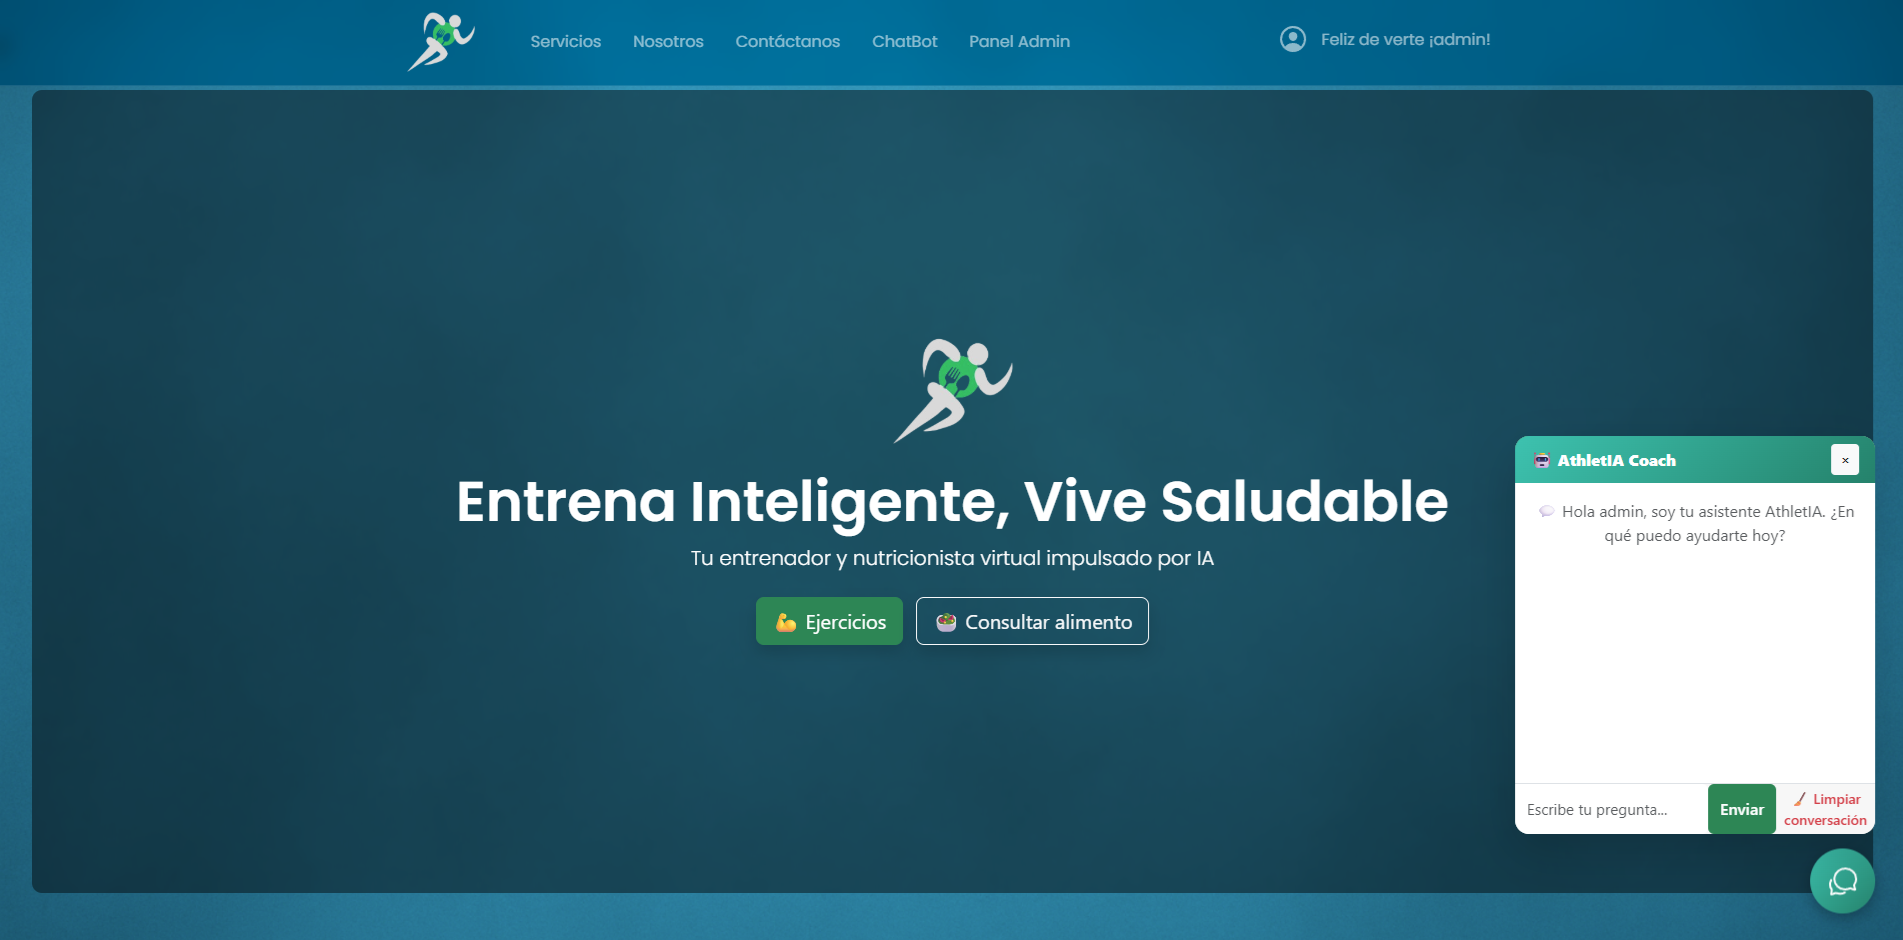 Servicios Nosotros Contáctanos ChatBot Panel Admin Feliz de verte ¡admin!
Entrena Inteligente, Vive Saludable
Tu entrenador y nutricionista virtual impulsado por IA
Ejercicios Consultar alimento
AthletIA Coach ×
Hola admin, soy tu asistente AthletIA. ¿En
qué puedo ayudarte hoy?
Escribe tu pregunta... Enviar Limpiar
conversación